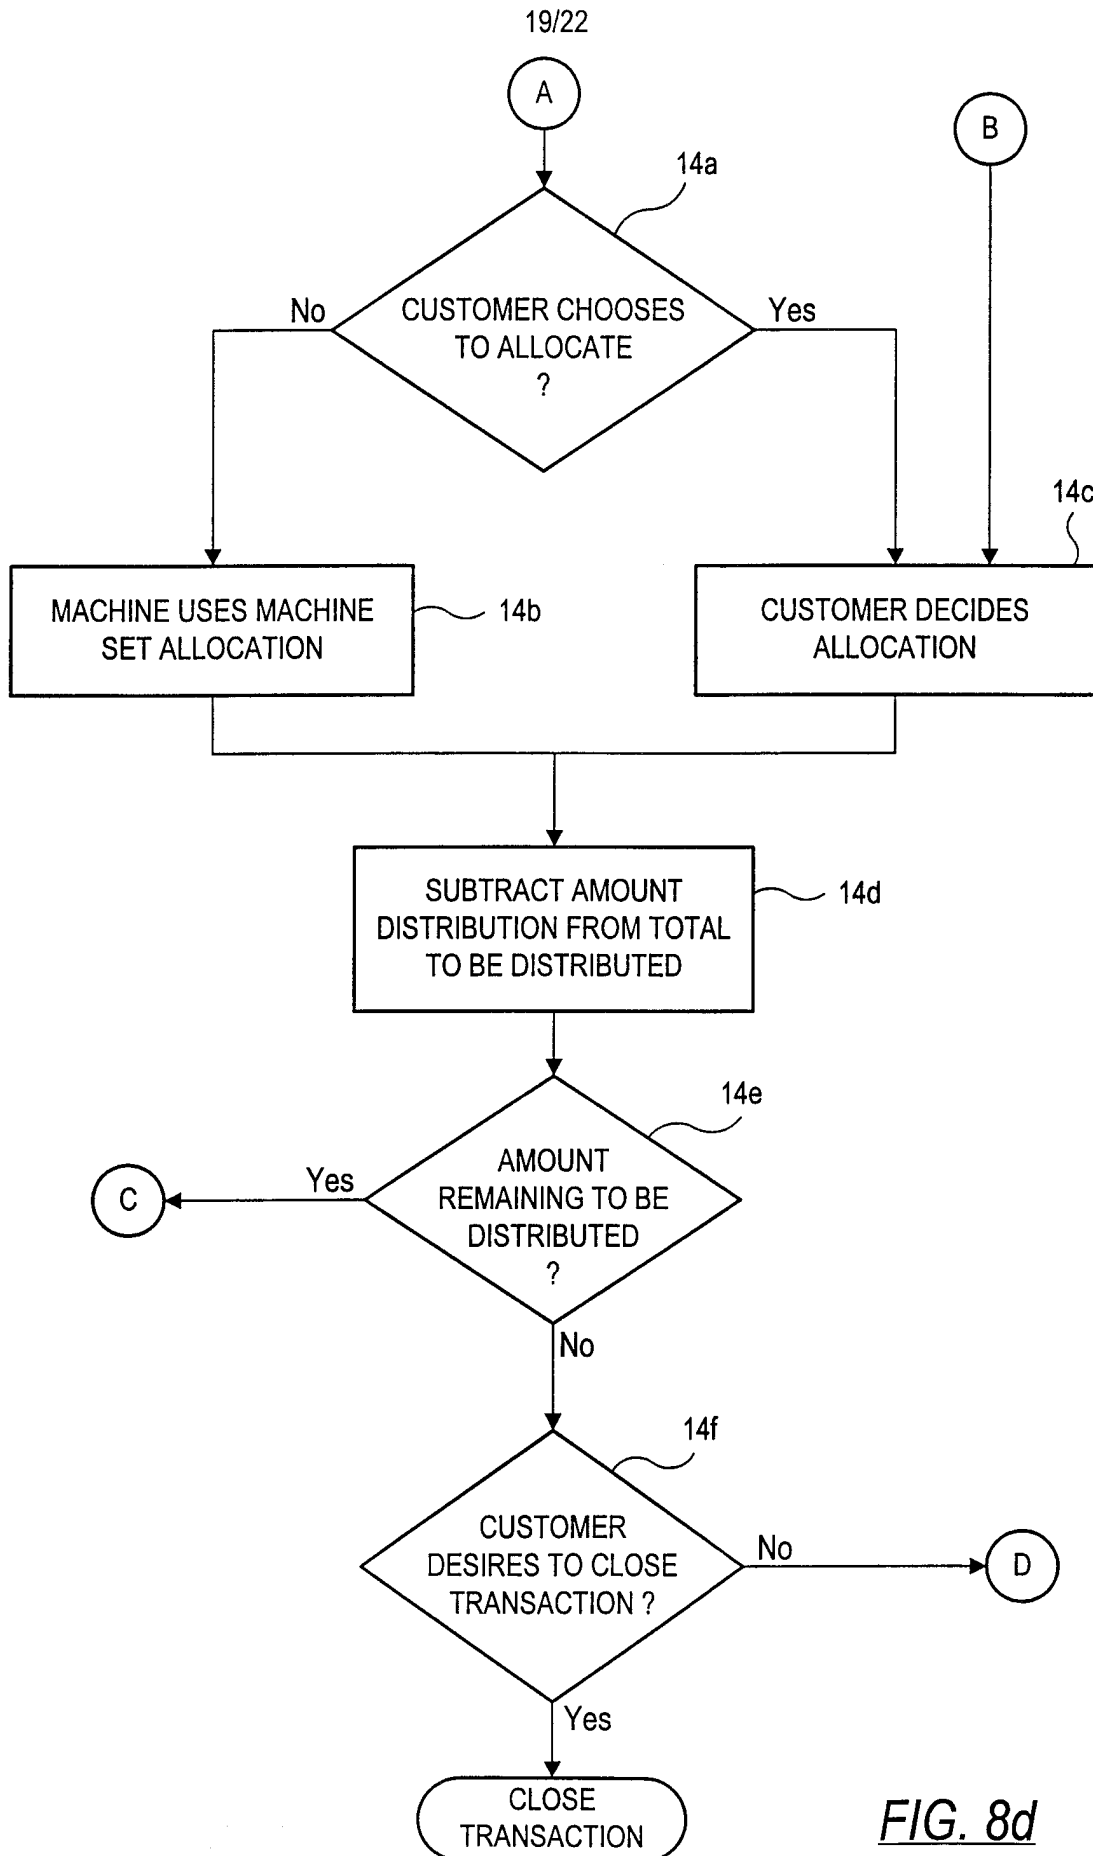 19/22
A
B
14a
No
CUSTOMER CHOOSES
TO ALLOCATE
?
Yes
14c
MACHINE USES MACHINE
SET ALLOCATION
14b
CUSTOMER DECIDES
ALLOCATION
SUBTRACT AMOUNT
DISTRIBUTION FROM TOTAL
TO BE DISTRIBUTED
14d
14e
C
Yes
AMOUNT
REMAINING TO BE
DISTRIBUTED
?
No
14f
CUSTOMER
DESIRES TO CLOSE
TRANSACTION ?
No
D
Yes
CLOSE
TRANSACTION
FIG. 8d